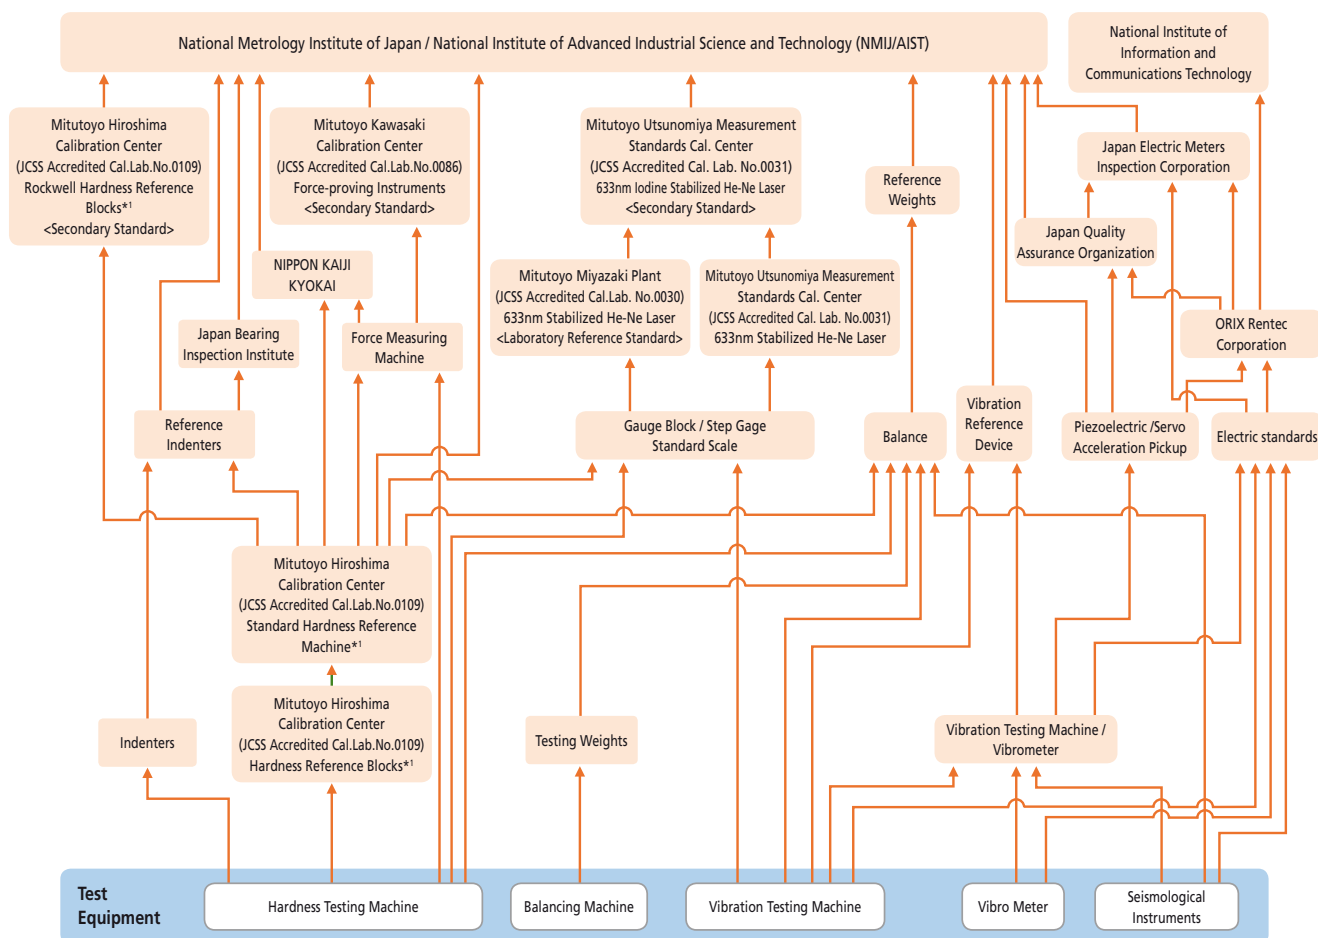 National Metrology Institute of Japan / National Institute of Advanced Industrial Science and Technology (NMIJ/AIST)
National Institute of
Information and
Communications Technology
Mitutoyo Hiroshima
Calibration Center
(JCSS Accredited Cal.Lab.No.0109)
Rockwell Hardness Reference
Blocks*1
<Secondary Standard>
Mitutoyo Kawasaki
Calibration Center
(JCSS Accredited Cal.Lab.No.0086)
Force-proving Instruments
<Secondary Standard>
Mitutoyo Utsunomiya Measurement
Standards Cal. Center
(JCSS Accredited Cal. Lab. No.0031)
633nm Iodine Stabilized He-Ne Laser
<Secondary Standard>
Reference
Weights
Japan Electric Meters
Inspection Corporation
Japan Quality
Assurance Organization
NIPPON KAIJI
KYOKAI
Mitutoyo Miyazaki Plant
(JCSS Accredited Cal.Lab. No.0030)
633nm Stabilized He-Ne Laser
<Laboratory Reference Standard>
Mitutoyo Utsunomiya Measurement
Standards Cal. Center
(JCSS Accredited Cal. Lab. No.0031)
633nm Stabilized He-Ne Laser
Japan Bearing
Inspection Institute
Force Measuring
Machine
ORIX Rentec
Corporation
Reference
Indenters
Gauge Block / Step Gage
Standard Scale
Balance
Vibration
Reference
Device
Piezoelectric /Servo
Acceleration Pickup
Electric standards
Mitutoyo Hiroshima
Calibration Center
(JCSS Accredited Cal.Lab.No.0109)
Standard Hardness Reference
Machine*1
Mitutoyo Hiroshima
Calibration Center
(JCSS Accredited Cal.Lab.No.0109)
Hardness Reference Blocks*1
Indenters
Testing Weights
Vibration Testing Machine /
Vibrometer
Test
Equipment
Hardness Testing Machine
Balancing Machine
Vibration Testing Machine
Vibro Meter
Seismological
Instruments